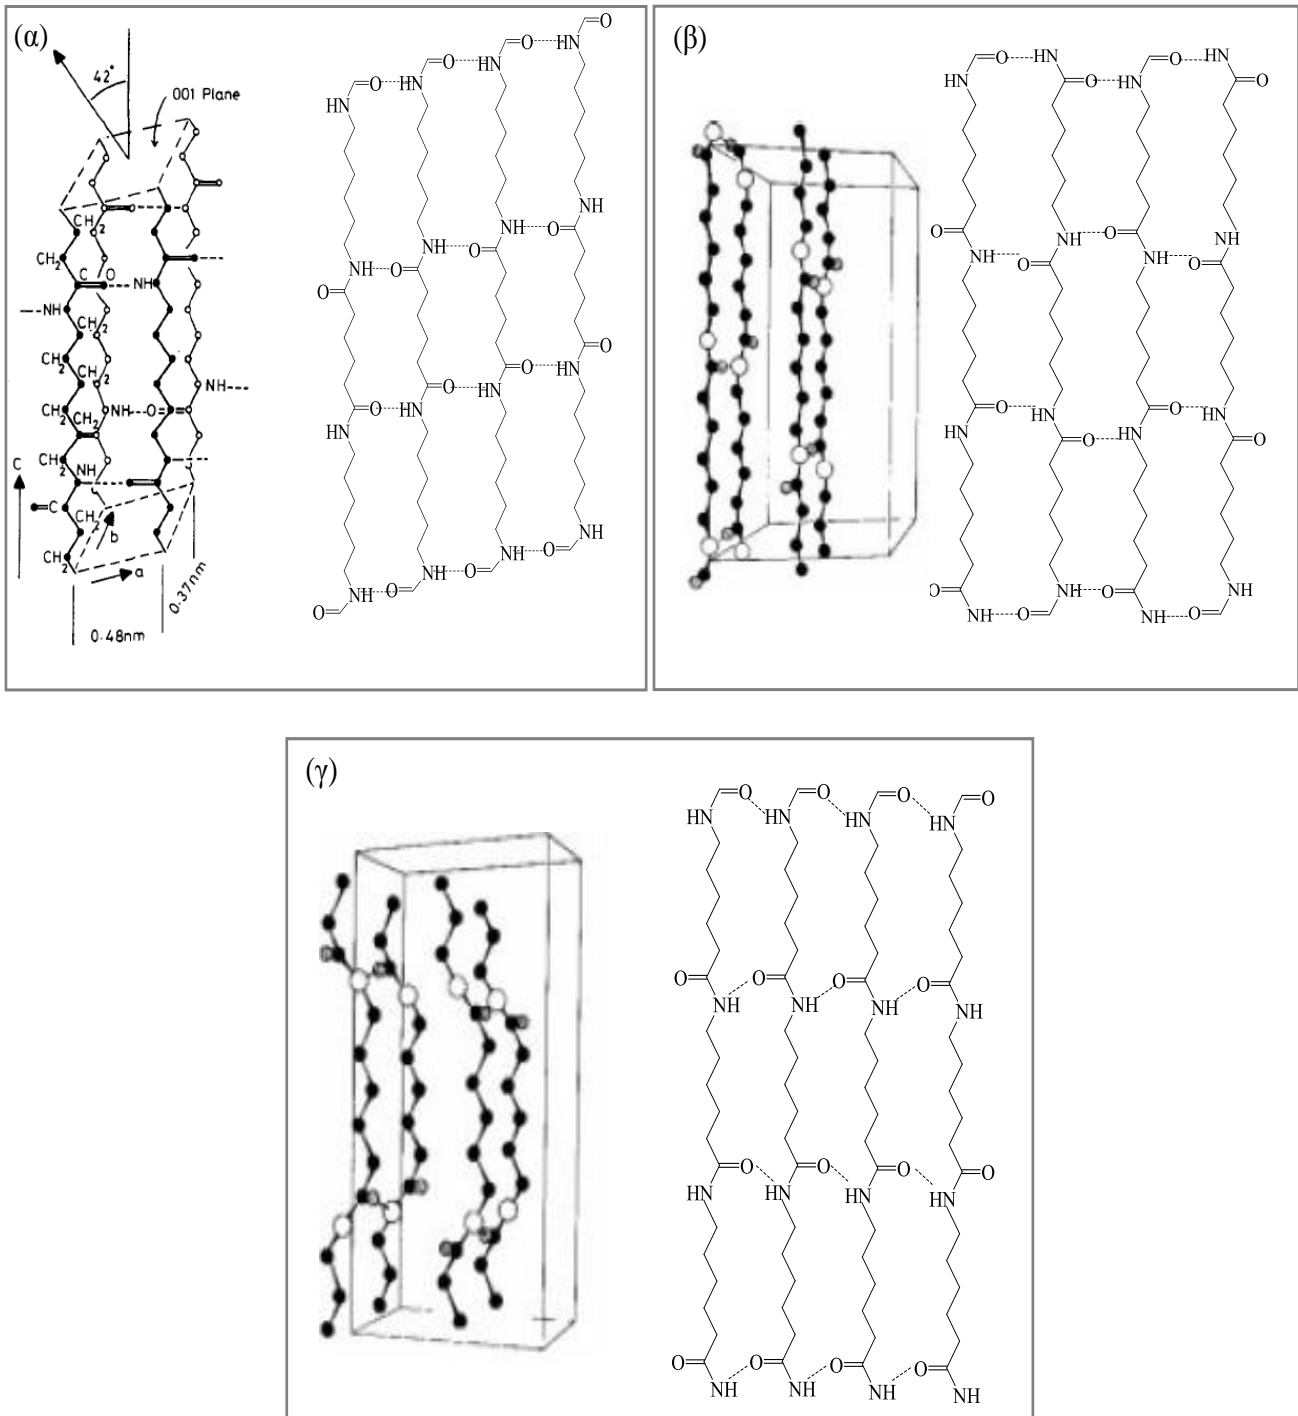 (α)
42°
001 Plane
CH2
CH2
C O NH
NH CH2
CH2 CH2
NH
CH2 CH2 NH O
CH2
NH
C
C CH2
b
CH2
a
0.37nm
0.48nm
O
O HN
O HN
O HN
HN
NH
NH O
NH O
NH O
O
O
O HN
O HN
O HN
HN
NH
NH O
NH O
NH O
O
(β)
O HN O HN
HN O HN O
O NH O NH
NH O NH O
O HN O HN
HN O HN O
O NH O NH
NH O NH O
(γ)
O O O O
HN HN HN HN
O O O O
NH NH NH NH
O O O O
HN HN HN HN
O O O O
NH NH NH NH